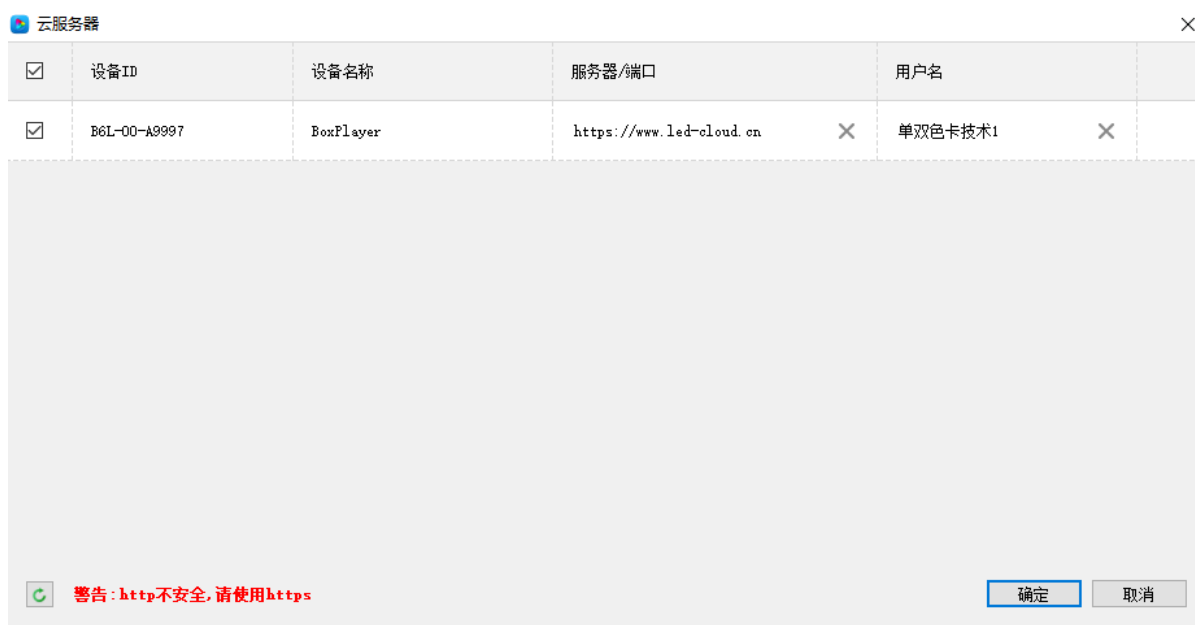 云服务器
设备ID 设备名称 服务器/端口 用户名
B6L-00-A9997 BoxPlayer https://www.led-cloud.cn 单双色卡技术1
警告:http不安全,请使用https 确定 取消